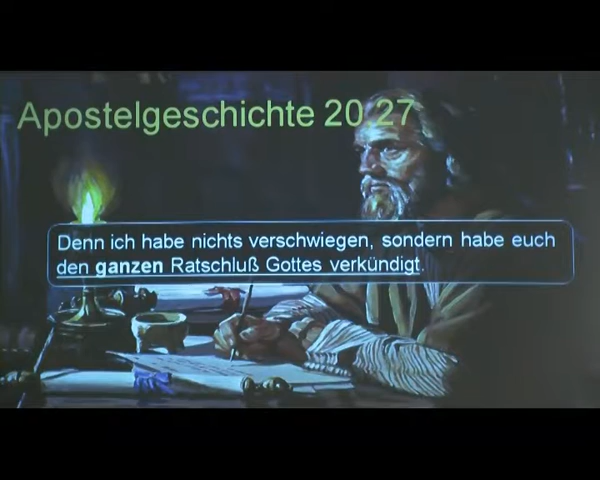 Apostelgeschichte 20,27
Denn ich habe nichts verschwiegen, sondern habe euch
den ganzen Ratschluß Gottes verkündigt.